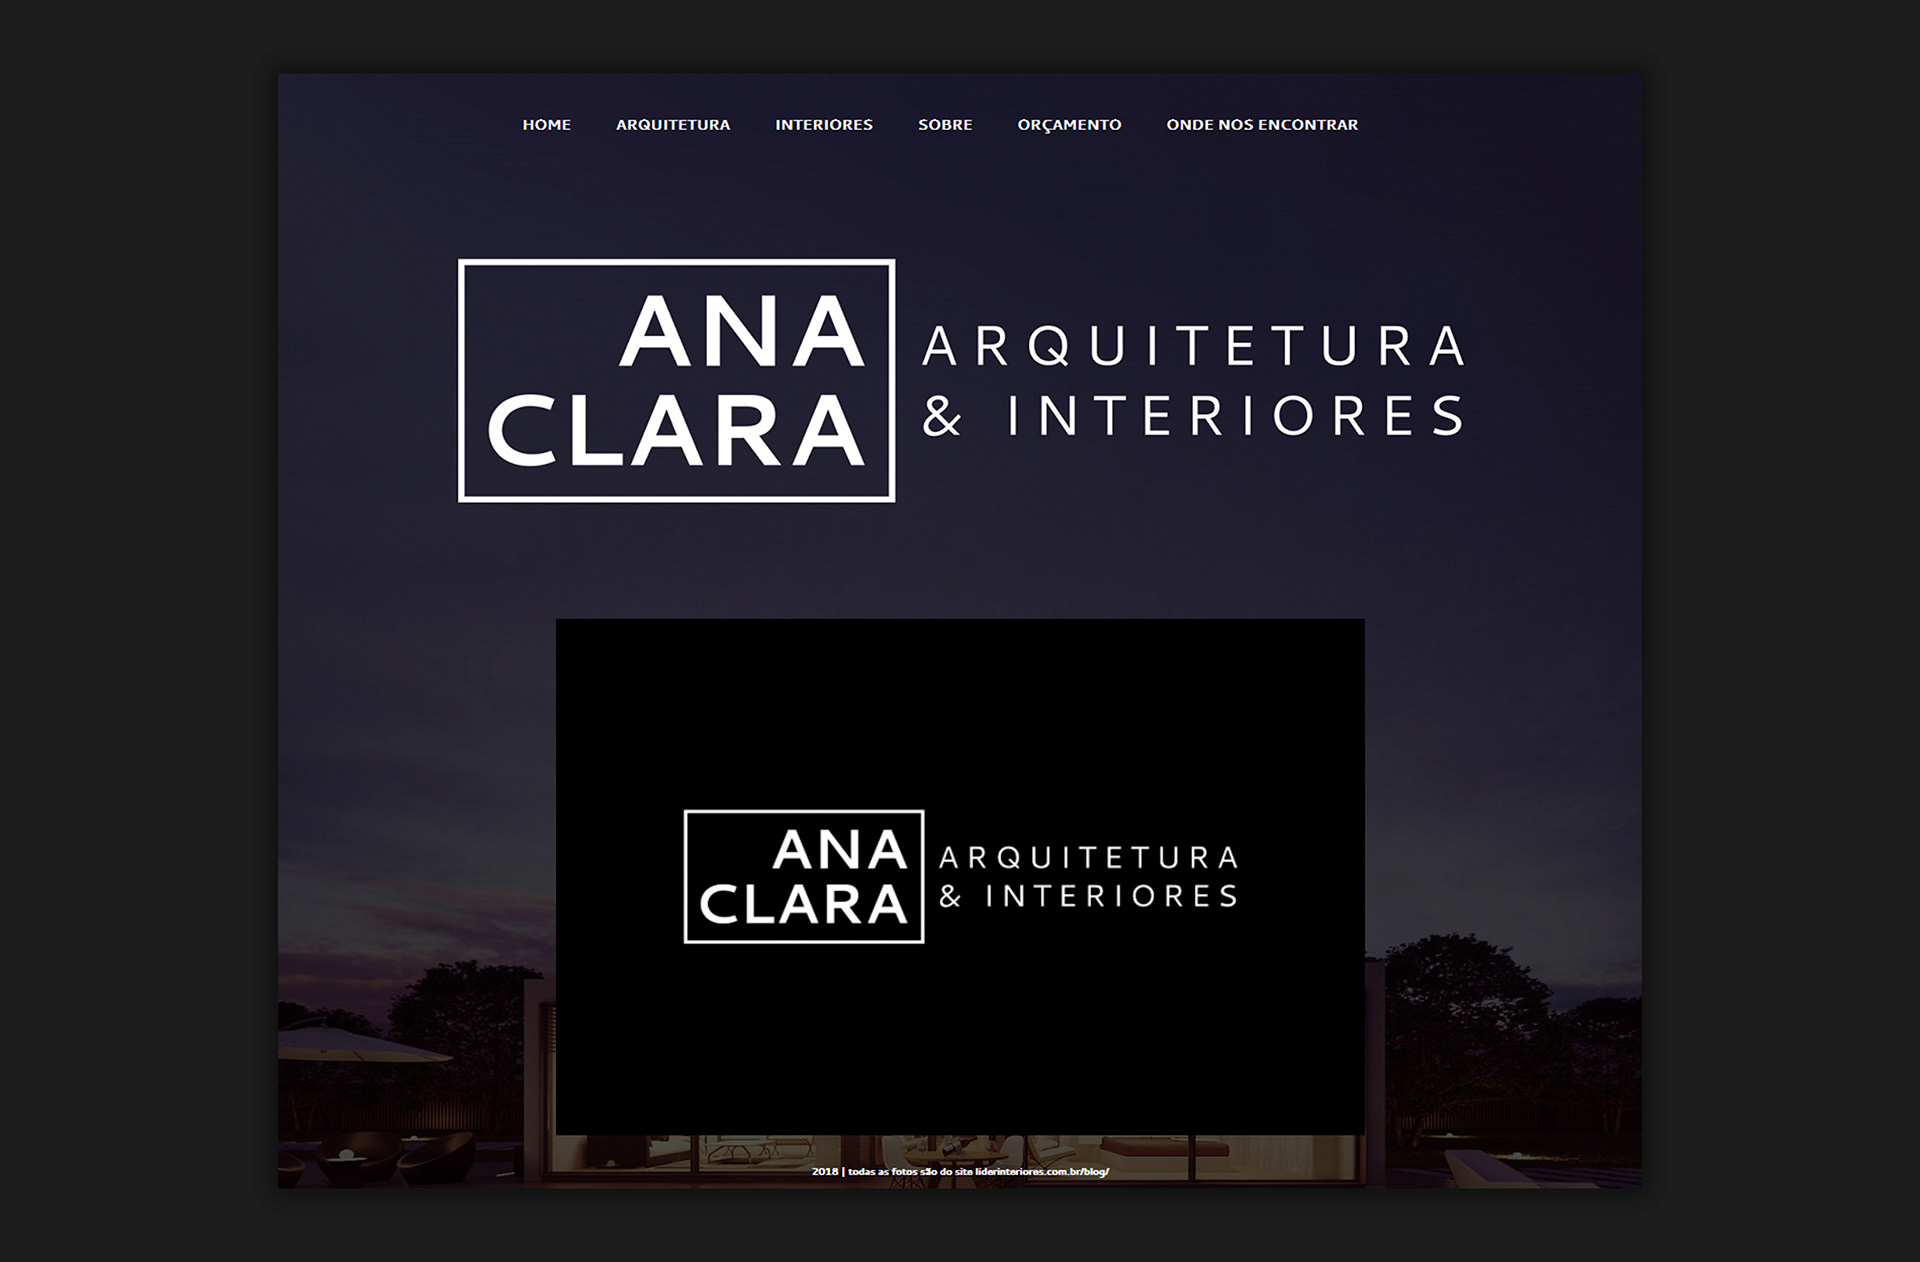 HOME ARQUITETURA INTERIORES SOBRE ORÇAMENTO ONDE NOS ENCONTRAR
ANA
CLARA
ARQUITETURA
& INTERIORES
ANA
CLARA
ARQUITETURA
& INTERIORES
2018 | todas as fotos são do site liderinteriores.com.br/blog/